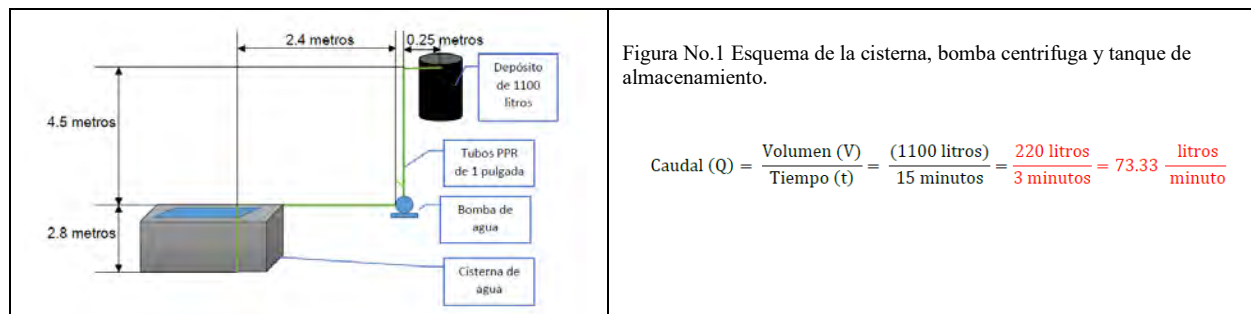 2.4 metros
0.25 metros
4.5 metros
2.8 metros
Depósito
de 1100
litros
Tubos PPR
de 1 pulgada
Bomba de
agua
Cisterna de
agua
Figura No.1 Esquema de la cisterna, bomba centrifuga y tanque de
almacenamiento.
Caudal (Q) = Volumen (V) / Tiempo (t) = (1100 litros) / 15 minutos = 220 litros / 3 minutos = 73.33 litros / minuto